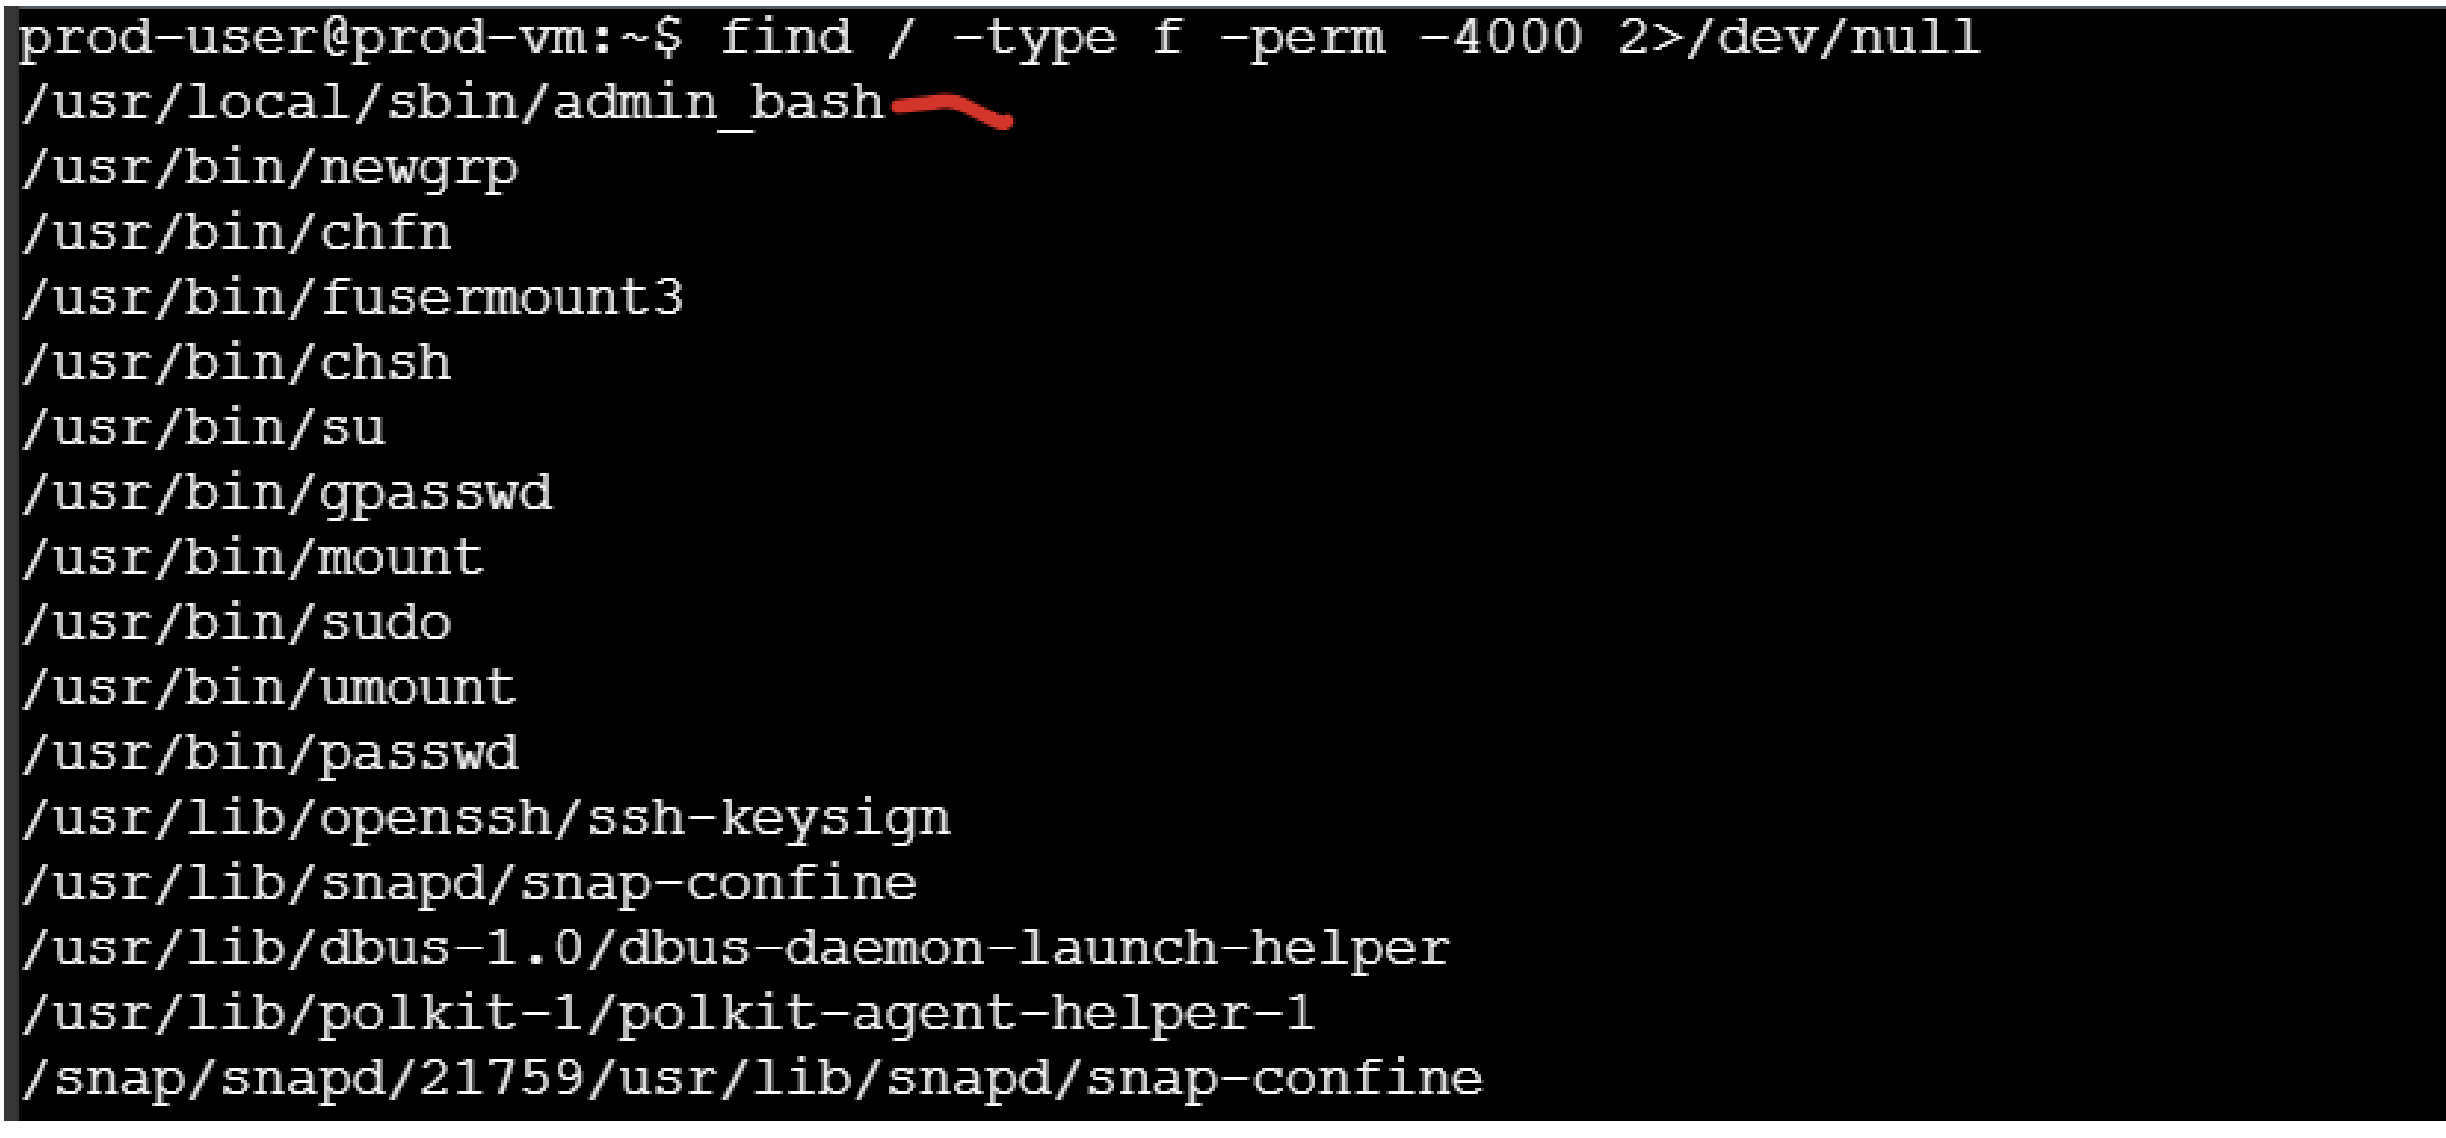 prod-user@prod-vm:~$ find / -type f -perm -4000 2>/dev/null
/usr/local/sbin/admin_bash
/usr/bin/newgrp
/usr/bin/chfn
/usr/bin/fusermount3
/usr/bin/chsh
/usr/bin/su
/usr/bin/gpasswd
/usr/bin/mount
/usr/bin/sudo
/usr/bin/umount
/usr/bin/passwd
/usr/lib/openssh/ssh-keysign
/usr/lib/snapd/snap-confine
/usr/lib/dbus-1.0/dbus-daemon-launch-helper
/usr/lib/polkit-1/polkit-agent-helper-1
/snap/snapd/21759/usr/lib/snapd/snap-confine